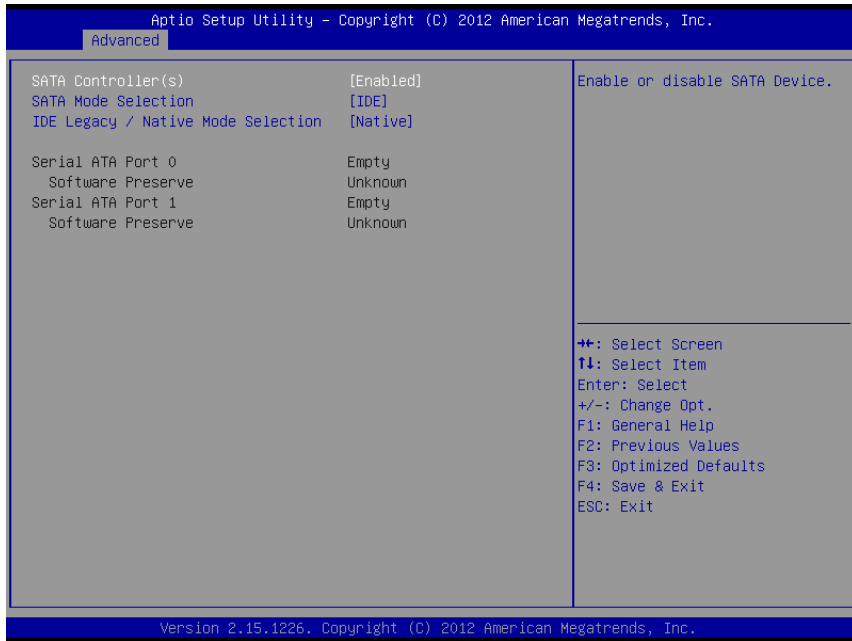 Aptio Setup Utility – Copyright (C) 2012 American Megatrends, Inc.
Advanced
SATA Controller(s) [Enabled]
SATA Mode Selection [IDE]
IDE Legacy / Native Mode Selection [Native]
Serial ATA Port 0 Empty
Software Preserve Unknown
Serial ATA Port 1 Empty
Software Preserve Unknown
Enable or disable SATA Device.
→←: Select Screen
↑↓: Select Item
Enter: Select
+/-: Change Opt.
F1: General Help
F2: Previous Values
F3: Optimized Defaults
F4: Save & Exit
ESC: Exit
Version 2.15.1226. Copyright (C) 2012 American Megatrends, Inc.